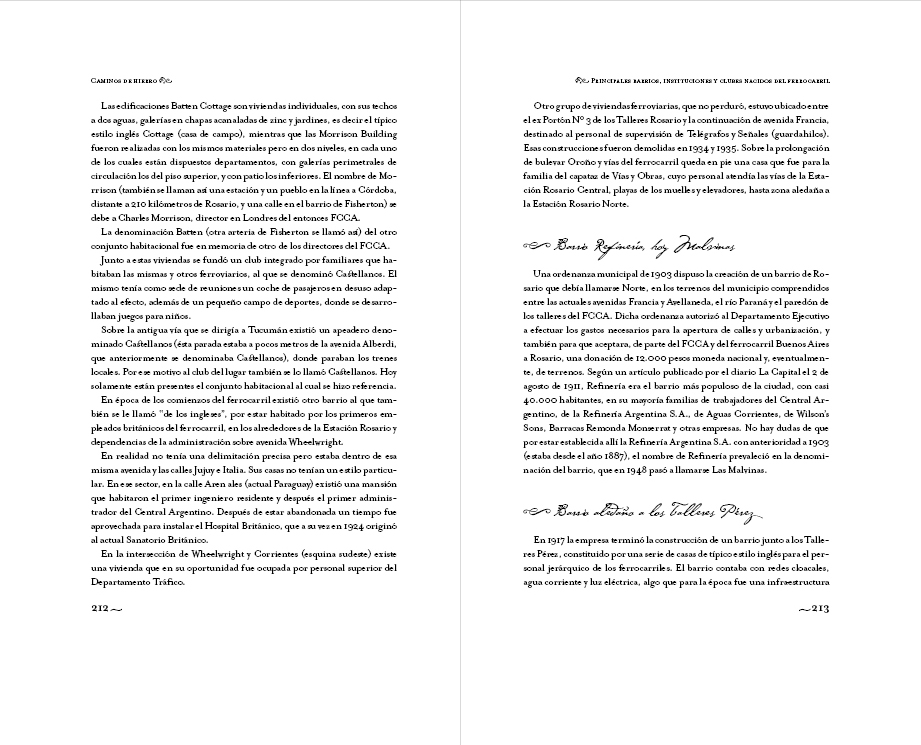 Caminos de hierro
Las edificaciones Batten Cottage son viviendas individuales, con sus techos
a dos aguas, galerías en chapas acanaladas de zinc y jardines, es decir el típico
estilo inglés Cottage (casa de campo), mientras que las Morrison Building
fueron realizadas con los mismos materiales pero en dos niveles, en cada uno
de los cuales están dispuestos departamentos, con galerías perimetrales de
circulación los del piso superior, y con patio los inferiores. El nombre de Mo-
rrison (también se llaman así una estación y un pueblo en la línea a Córdoba,
distante a 210 kilómetros de Rosario, y una calle en el barrio de Fisherton) se
debe a Charles Morrison, director en Londres del entonces FCCA.
La denominación Batten (otra arteria de Fisherton se llamó así) del otro
conjunto habitacional fue en memoria de otro de los directores del FCCA.
Junto a estas viviendas se fundó un club integrado por familiares que ha-
bitaban las mismas y otros ferroviarios, al que se denominó Castellanos. El
mismo tenía como sede de reuniones un coche de pasajeros en desuso adap-
tado al efecto, además de un pequeño campo de deportes, donde se desarro-
llaban juegos para niños.
Sobre la antigua vía que se dirigía a Tucumán existió un apeadero deno-
minado Castellanos (ésta parada estaba a pocos metros de la avenida Alberdi,
que anteriormente se denominaba Castellanos), donde paraban los trenes
locales. Por ese motivo al club del lugar también se lo llamó Castellanos. Hoy
solamente están presentes el conjunto habitacional al cual se hizo referencia.
En época de los comienzos del ferrocarril existió otro barrio al que tam-
bién se le llamó "de los ingleses", por estar habitado por los primeros em-
pleados británicos del ferrocarril, en los alrededores de la Estación Rosario y
dependencias de la administración sobre avenida Wheelwright.
En realidad no tenía una delimitación precisa pero estaba dentro de esa
misma avenida y las calles Jujuy e Italia. Sus casas no tenían un estilo particu-
lar. En ese sector, en la calle Aren ales (actual Paraguay) existió una mansión
que habitaron el primer ingeniero residente y después el primer adminis-
trador del Central Argentino. Después de estar abandonada un tiempo fue
aprovechada para instalar el Hospital Británico, que a su vez en 1924 originó
al actual Sanatorio Británico.
En la intersección de Wheelwright y Corrientes (esquina sudeste) existe
una vivienda que en su oportunidad fue ocupada por personal superior del
Departamento Tráfico.
212
Principales barrios, instituciones y clubes nacidos del ferrocarril
Otro grupo de viviendas ferroviarias, que no perduró, estuvo ubicado entre
el ex Portón Nº 3 de los Talleres Rosario y la continuación de avenida Francia,
destinado al personal de supervisión de Telégrafos y Señales (guardahilos).
Esas construcciones fueron demolidas en 1934 y 1935. Sobre la prolongación
de bulevar Oroño y vías del ferrocarril queda en pie una casa que fue para la
familia del capataz de Vías y Obras, cuyo personal atendía las vías de la Esta-
ción Rosario Central, playas de los muelles y elevadores, hasta zona aledaña a
la Estación Rosario Norte.
Barrio Refinería, hoy Malvinas
Una ordenanza municipal de 1903 dispuso la creación de un barrio de Ro-
sario que debía llamarse Norte, en los terrenos del municipio comprendidos
entre las actuales avenidas Francia y Avellaneda, el río Paraná y el paredón de
los talleres del FCCA. Dicha ordenanza autorizó al Departamento Ejecutivo
a efectuar los gastos necesarios para la apertura de calles y urbanización, y
también para que aceptara, de parte del FCCA y del ferrocarril Buenos Aires
a Rosario, una donación de 12.000 pesos moneda nacional y, eventualmen-
te, de terrenos. Según un artículo publicado por el diario La Capital el 2 de
agosto de 1911, Refinería era el barrio más populoso de la ciudad, con casi
40.000 habitantes, en su mayoría familias de trabajadores del Central Ar-
gentino, de la Refinería Argentina S.A., de Aguas Corrientes, de Wilson's
Sons, Barracas Remonda Monserrat y otras empresas. No hay dudas de que
por estar establecida allí la Refinería Argentina S.A. con anterioridad a 1903
(estaba desde el año 1887), el nombre de Refinería prevaleció en la denomi-
nación del barrio, que en 1948 pasó a llamarse Las Malvinas.
Barrio aledaño a los Talleres Pérez
En 1917 la empresa terminó la construcción de un barrio junto a los Talle-
res Pérez, constituido por una serie de casas de típico estilo inglés para el per-
sonal jerárquico de los ferrocarriles. El barrio contaba con redes cloacales,
agua corriente y luz eléctrica, algo que para la época fue una infraestructura
213